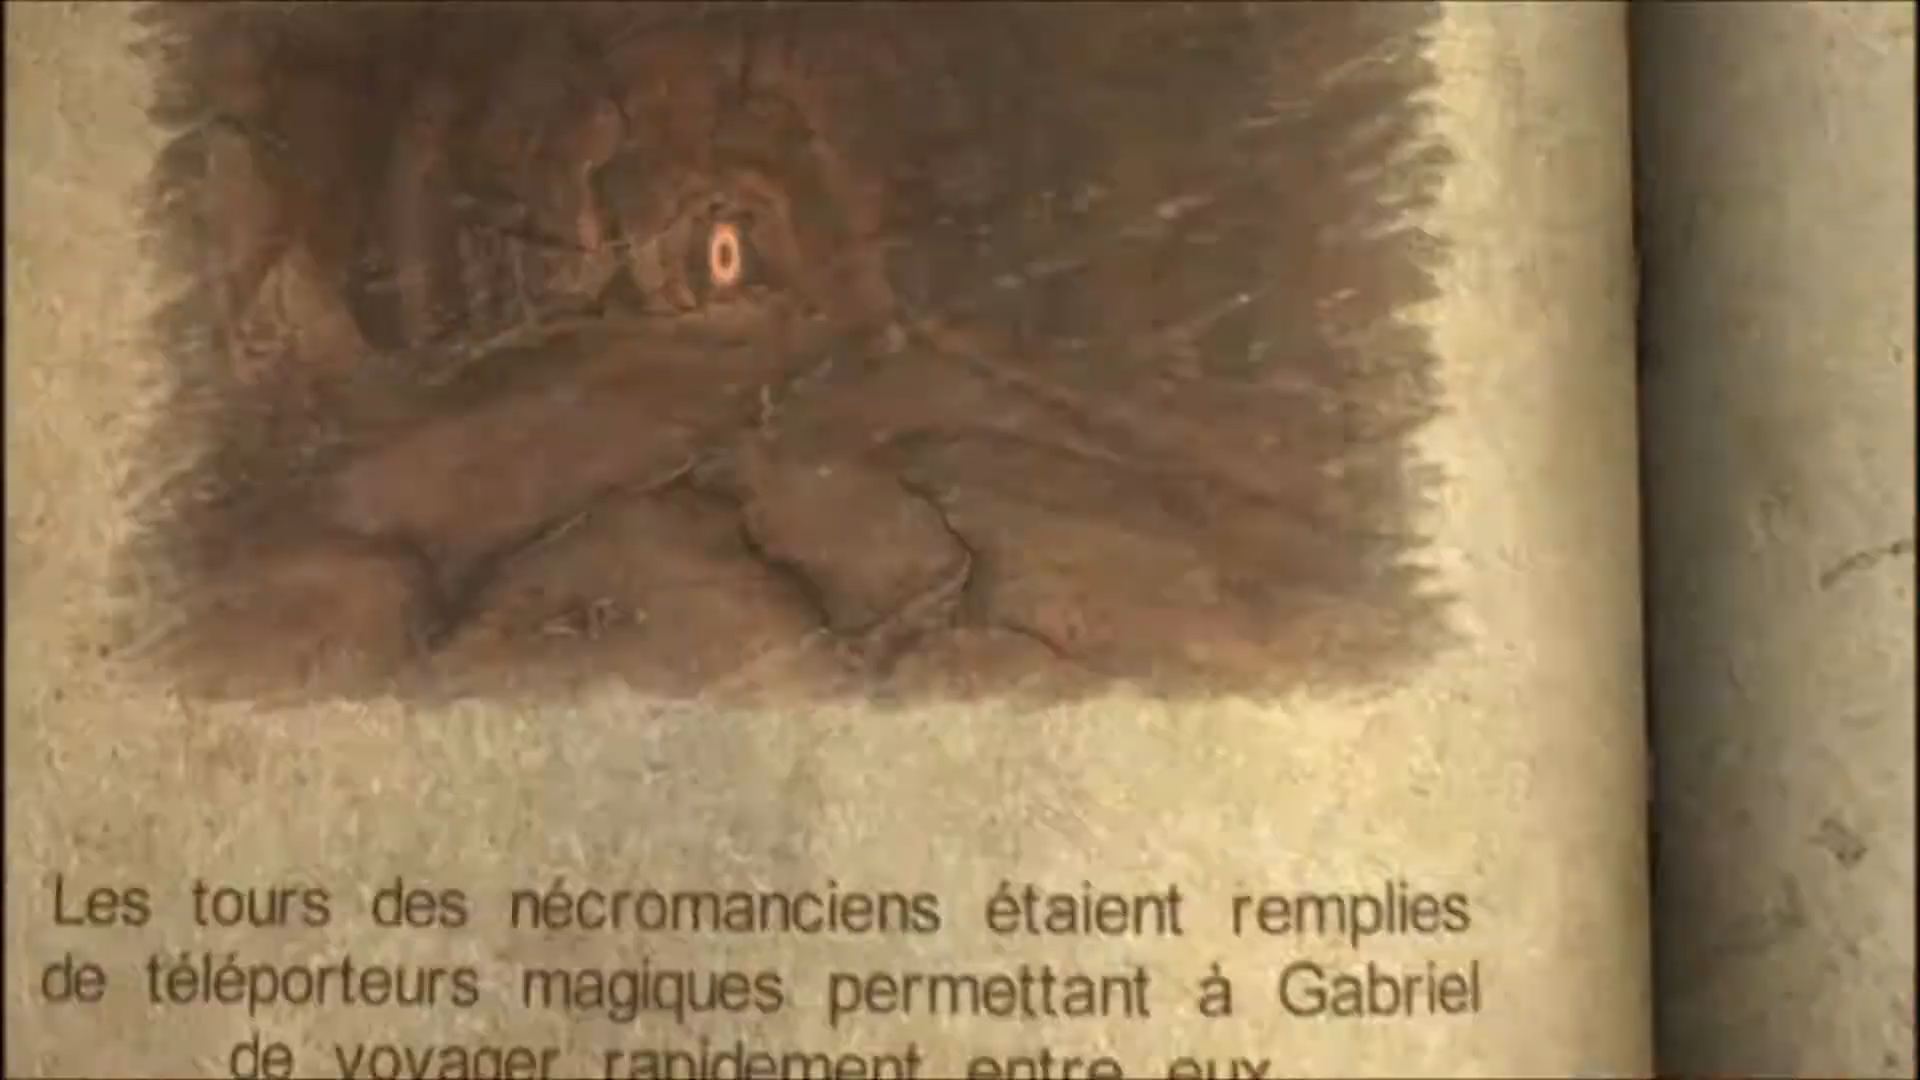 Les tours des nécromanciens étaient remplies
de téléporteurs magiques permettant à Gabriel
de voyager rapidement entre eux